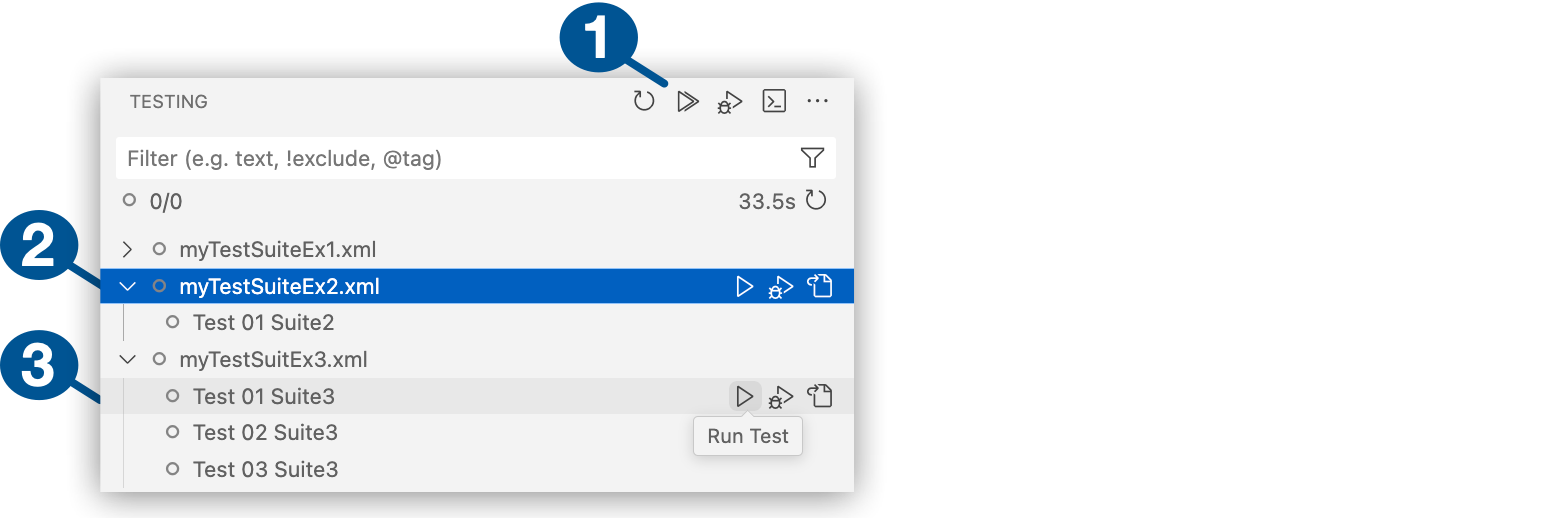 1
TESTING
Filter (e.g. text, !exclude, @tag)
0/0 33.5s
2
myTestSuiteEx1.xml
myTestSuiteEx2.xml
Test 01 Suite2
3
myTestSuitEx3.xml
Test 01 Suite3
Test 02 Suite3
Run Test
Test 03 Suite3